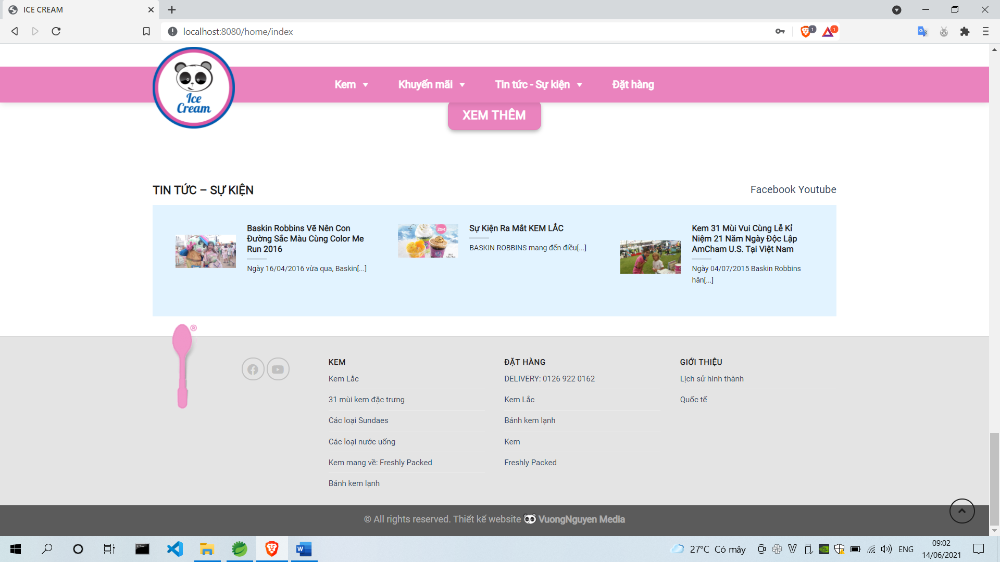 ICE CREAM
localhost:8080/home/index
1
1
Ice
Cream
Kem
Khuyến mãi
Tin tức - Sự kiện
Đặt hàng
XEM THÊM
TIN TỨC – SỰ KIỆN
Facebook Youtube
Baskin Robbins Vẽ Nên Con
Đường Sắc Màu Cùng Color Me
Run 2016
Ngày 16/04/2016 vừa qua, Baskin[...]
25K
Sự Kiện Ra Mắt KEM LẮC
BASKIN ROBBINS mang đến điều[...]
Kem 31 Mùi Vui Cùng Lễ Kỉ
Niệm 21 Năm Ngày Độc Lập
AmCham U.S. Tại Việt Nam
Ngày 04/07/2015 Baskin Robbins
hân[...]
®
KEM
Kem Lắc
31 mùi kem đặc trưng
Các loại Sundaes
Các loại nước uống
Kem mang về: Freshly Packed
Bánh kem lạnh
ĐẶT HÀNG
DELIVERY: 0126 922 0162
Kem Lắc
Bánh kem lạnh
Kem
Freshly Packed
GIỚI THIỆU
Lịch sử hình thành
Quốc tế
© All rights reserved. Thiết kế website VuongNguyen Media
27°C Có mây
ENG
09:02
14/06/2021